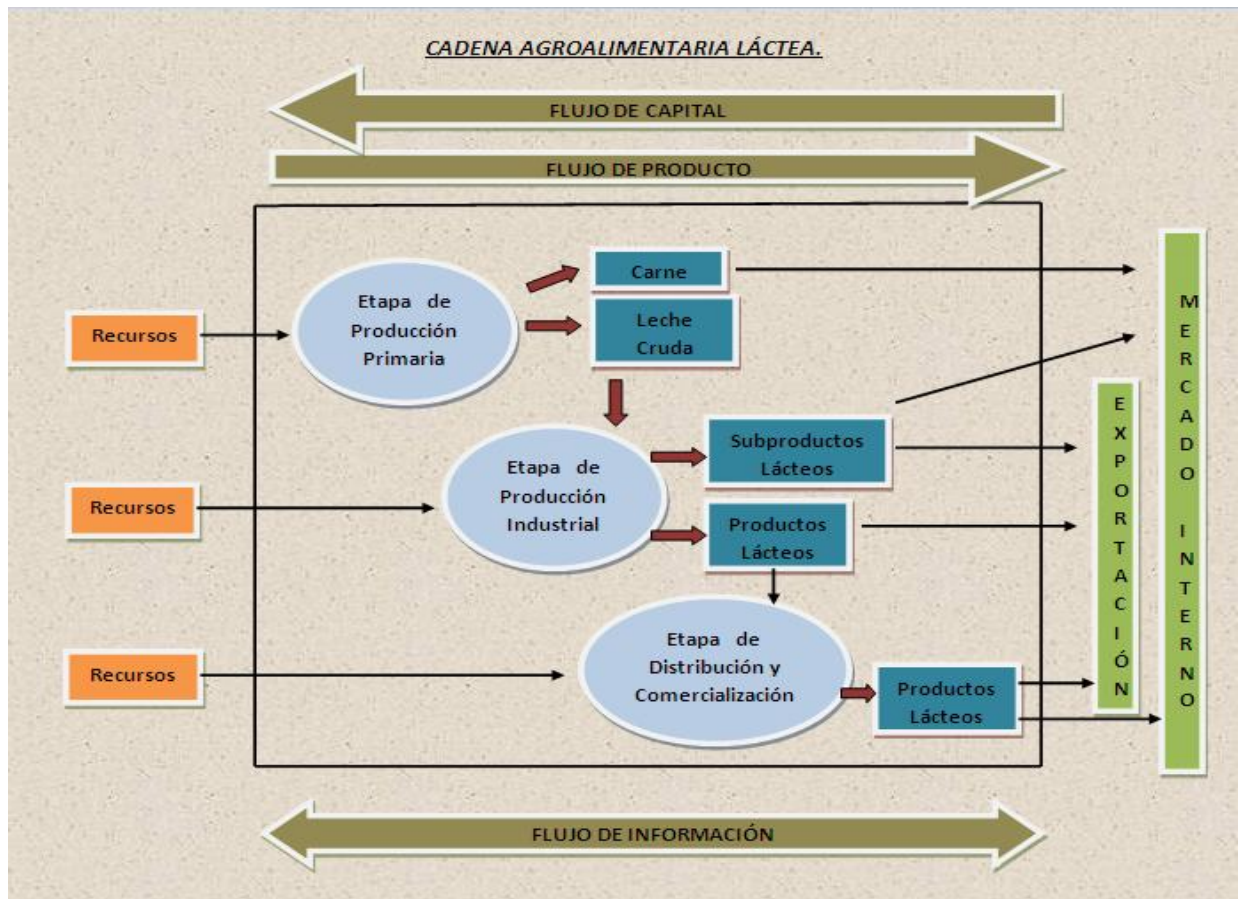 CADENA AGROALIMENTARIA LÁCTEA.
FLUJO DE CAPITAL
FLUJO DE PRODUCTO
Recursos
Etapa de
Producción
Primaria
Carne
Leche
Cruda
Recursos
Etapa de
Producción
Industrial
Subproductos
Lácteos
Productos
Lácteos
Recursos
Etapa de
Distribución y
Comercialización
Productos
Lácteos
EXPORTACIÓN
MERCADO INTERNO
FLUJO DE INFORMACIÓN